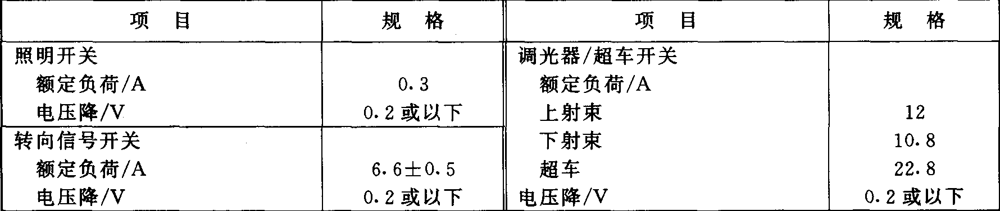 项 目 规 格 项 目 规 格
照明开关 调光器/超车开关
额定负荷/A 0.3 额定负荷/A
电压降/V 0.2或以下 上射束 12
转向信号开关 下射束 10.8
额定负荷/A 6.6±0.5 超车 22.8
电压降/V 0.2或以下 电压降/V 0.2或以下